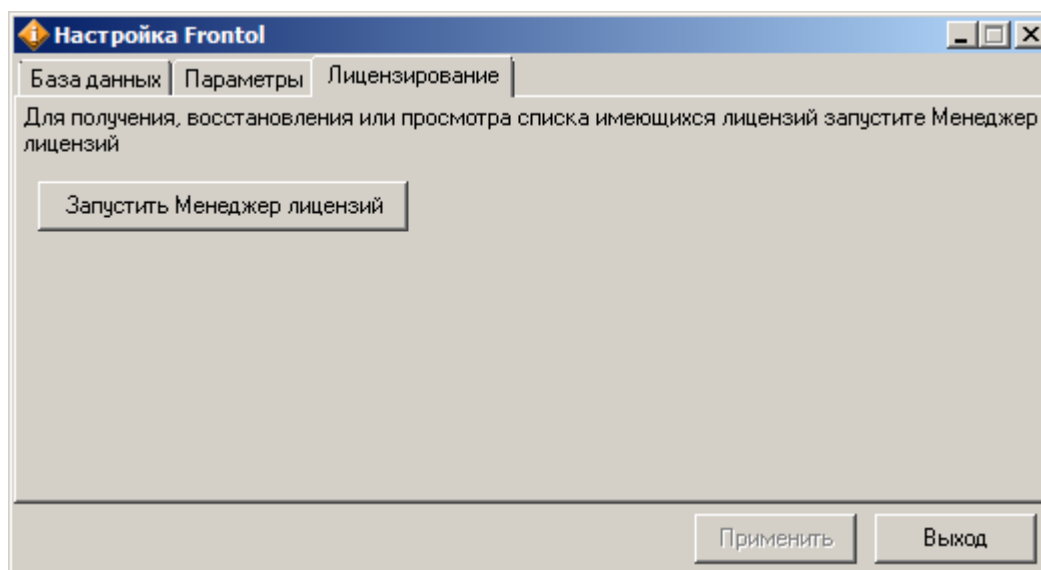 Настройка Frontol
База данных Параметры Лицензирование
Для получения, восстановления или просмотра списка имеющихся лицензий запустите Менеджер
лицензий
Запустить Менеджер лицензий
Применить Выход